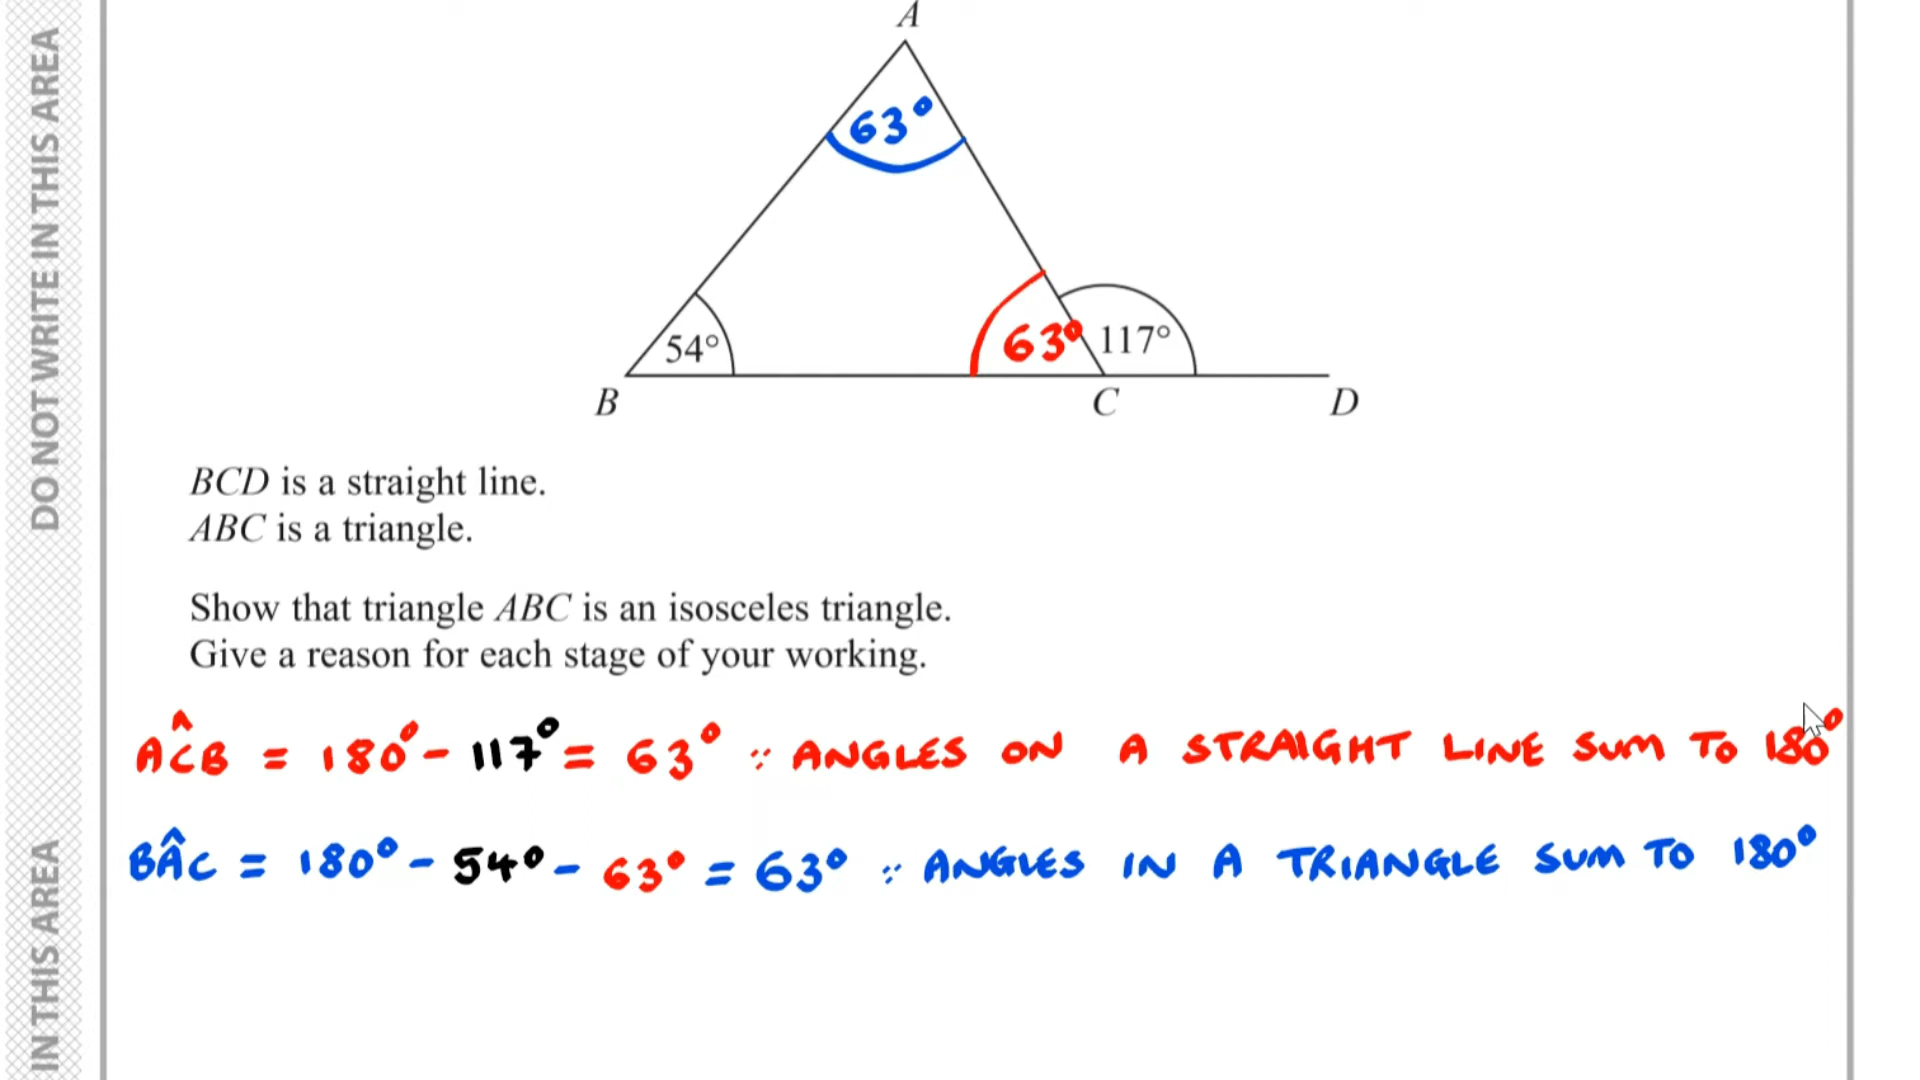 DO NOT WRITE IN THIS AREA
IN THIS AREA
A
63°
54°
63°
117°
B
C
D
BCD is a straight line.
ABC is a triangle.
Show that triangle ABC is an isosceles triangle.
Give a reason for each stage of your working.
AĈB = 180° - 117° = 63° ∵ ANGLES ON A STRAIGHT LINE SUM TO 180°
BÂC = 180° - 54° - 63° = 63° ∵ ANGLES IN A TRIANGLE SUM TO 180°